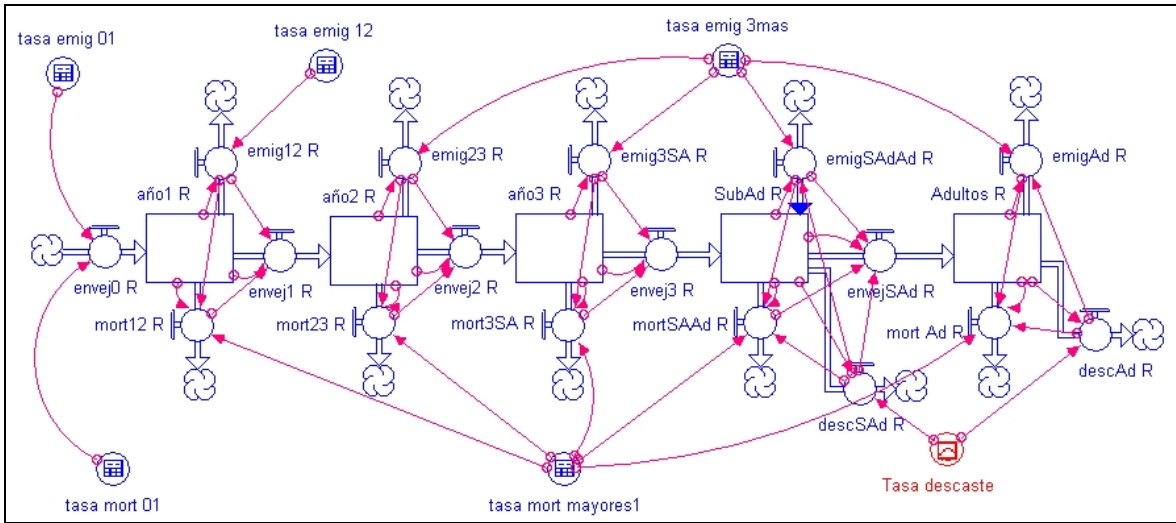 tasa emig 01
tasa emig 12
tasa emig 3mas
emig12 R
emig23 R
emig3SA R
emigSAdAd R
emigAd R
año1 R
año2 R
año3 R
SubAd R
Adultos R
envej0 R
envej1 R
envej2 R
envej3 R
envejSAd R
mort12 R
mort23 R
mort3SA R
mortSAAd R
mort Ad R
descAd R
descSAd R
tasa mort 01
tasa mort mayores1
Tasa descaste